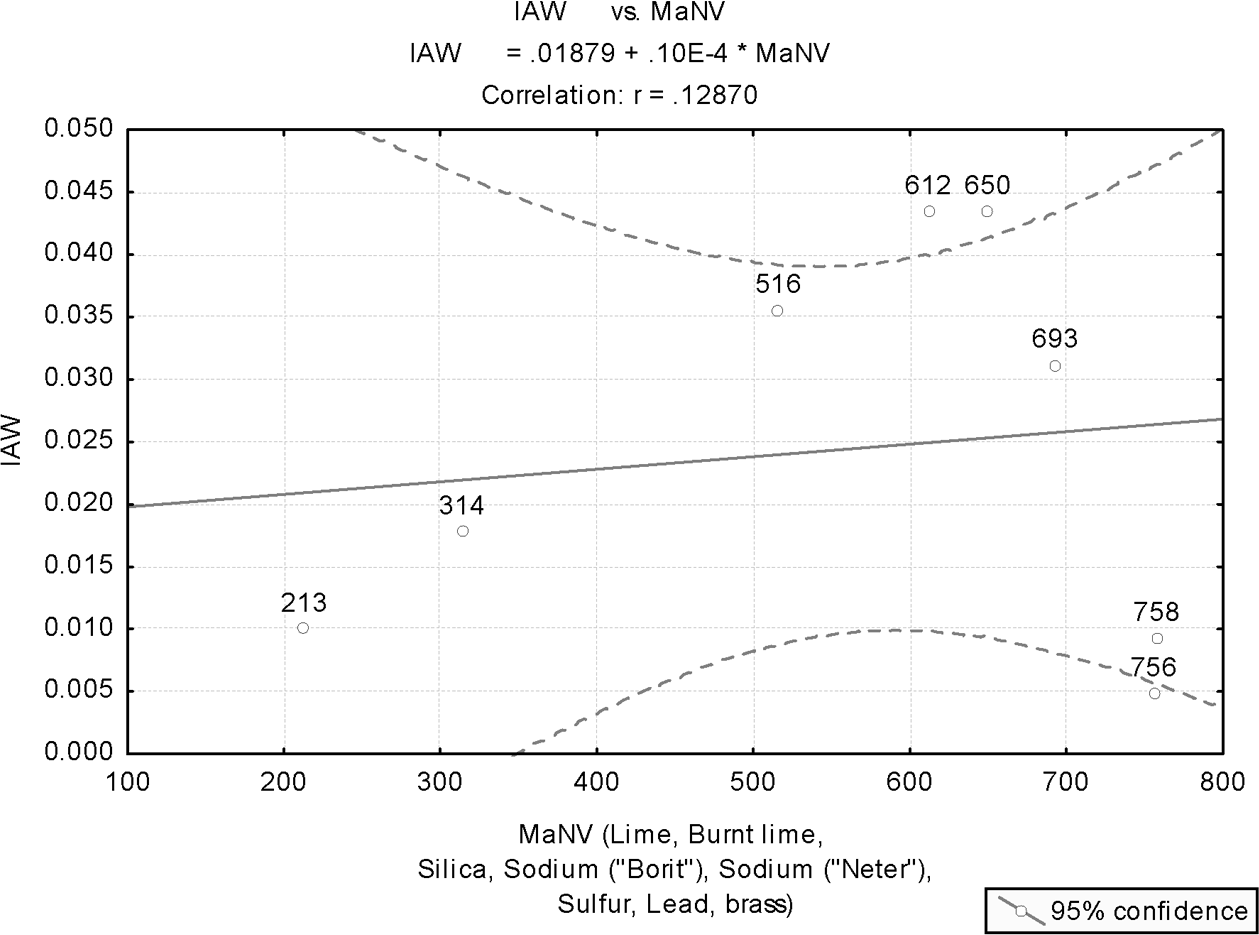 IAW vs. MaNV
IAW = .01879 + .10E-4 * MaNV
Correlation: r = .12870
0.050
0.045
0.040
0.035
0.030
0.025
0.020
0.015
0.010
0.005
0.000
IAW
612 650
516
693
314
213
758
756
100 200 300 400 500 600 700 800
MaNV (Lime, Burnt lime,
Silica, Sodium ("Borit"), Sodium ("Neter"),
Sulfur, Lead, brass)
95% confidence